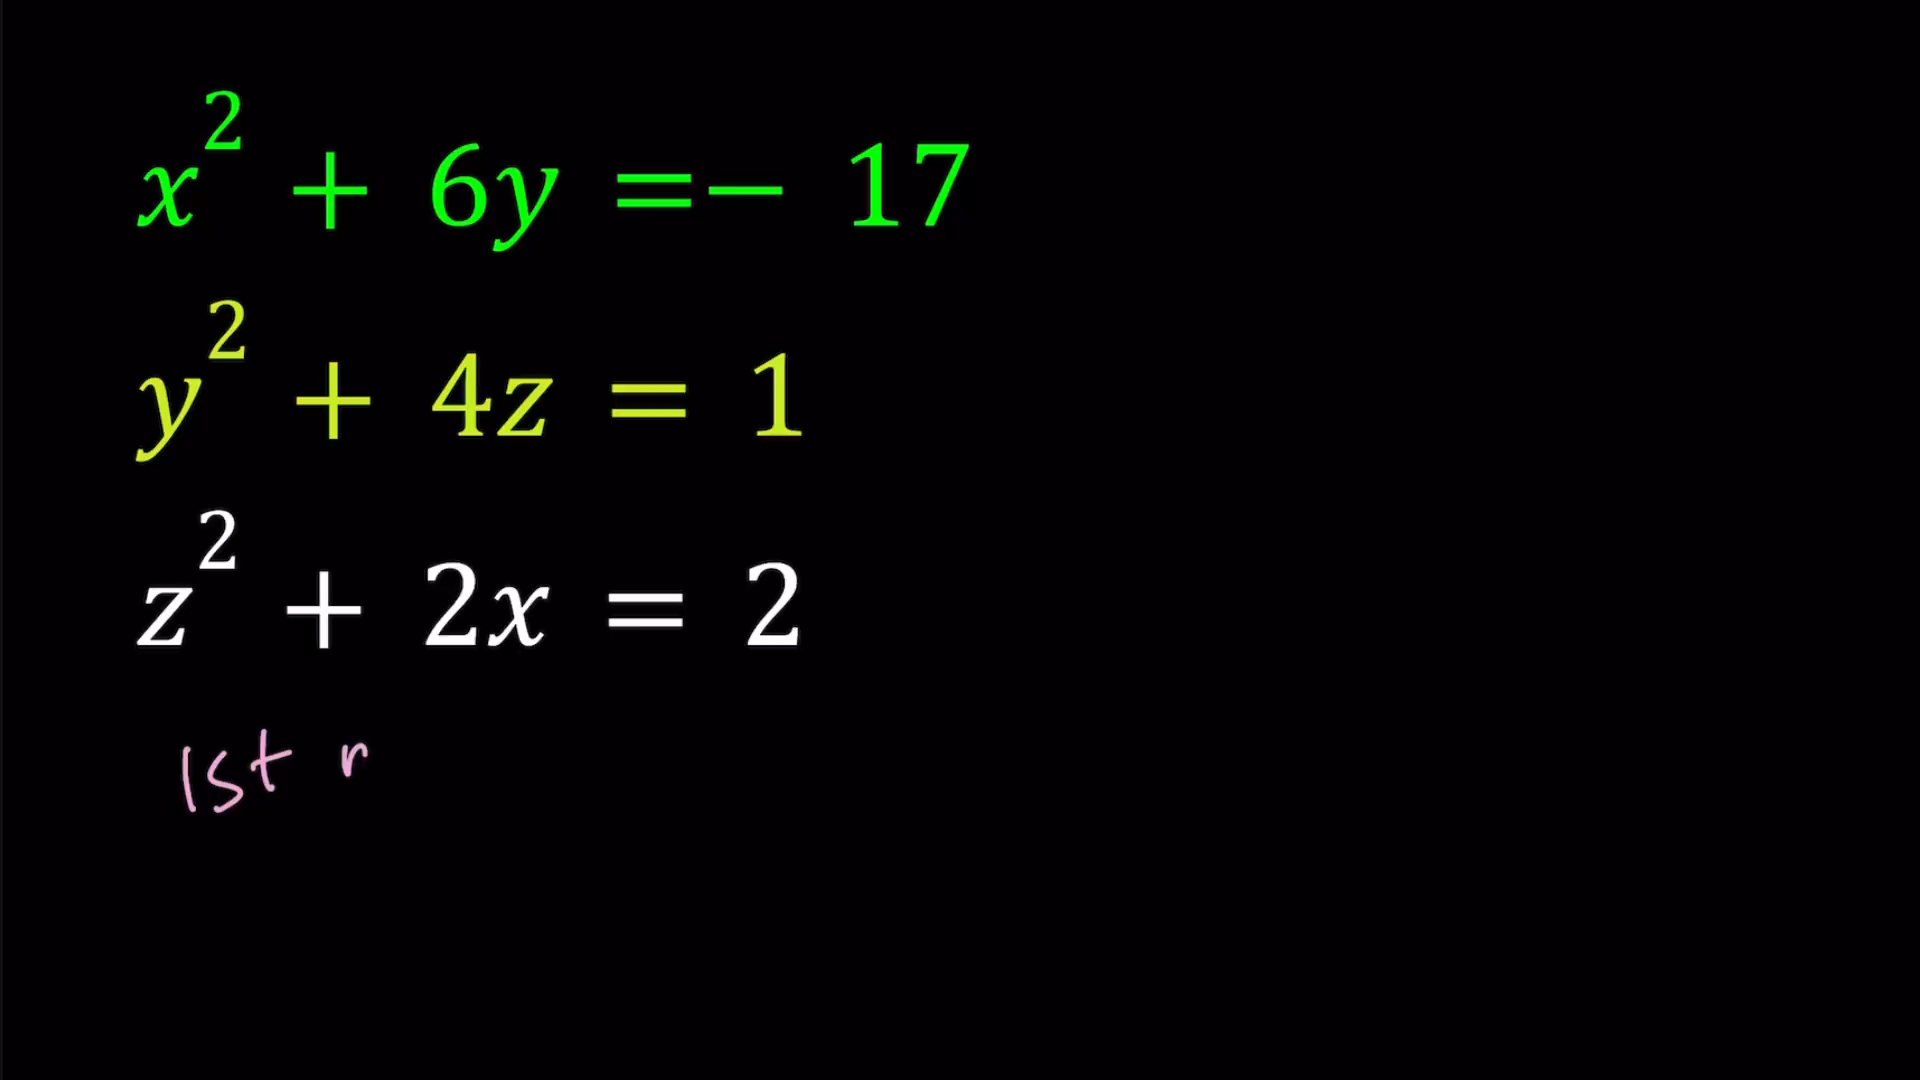 x² + 6y = − 17
y² + 4z = 1
z² + 2x = 2
1st r